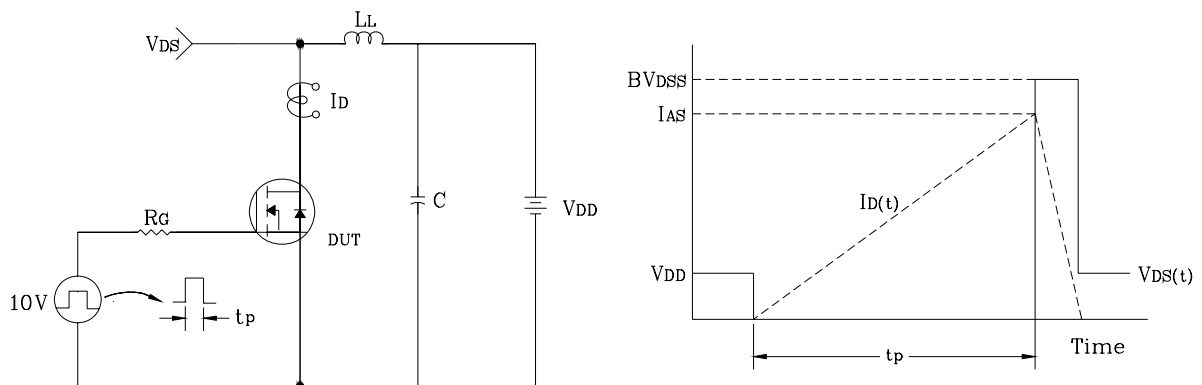 LL
VDS
ID
RG
C
VDD
DUT
10V
tp
BVDSS
IAS
ID(t)
VDD
VDS(t)
tp
Time